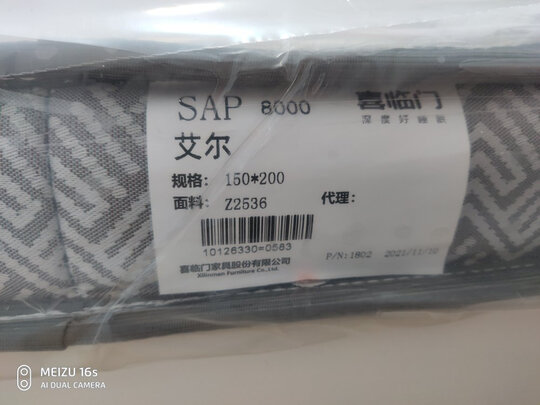 SAP 8000 喜临门
深度好睡眠
艾尔
规格: 150*200
面料: Z2536 代理:
10126330=0563
P/N:1802 2021/11/10
喜临门家具股份有限公司
Xilinmen Furniture Co.,Ltd.
MEIZU 16s
AI DUAL CAMERA